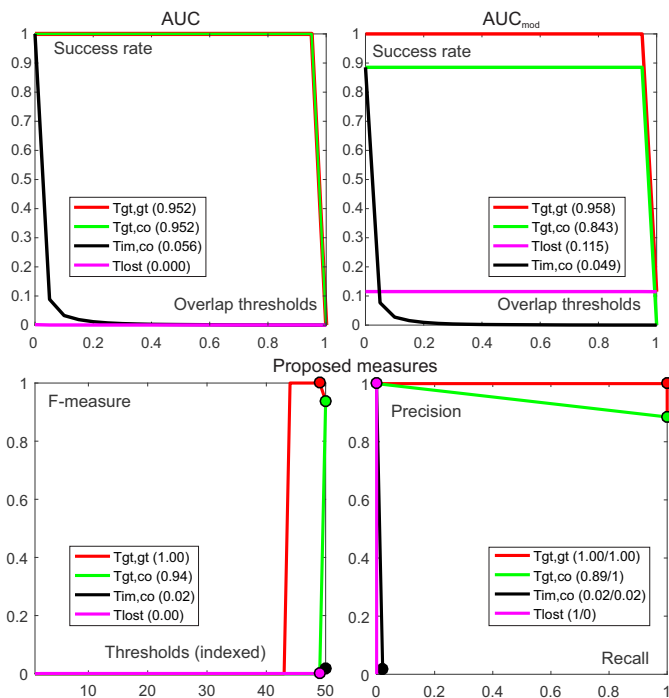 AUC
AUCmod
1
0.9
0.8
0.7
0.6
0.5
0.4
0.3
0.2
0.1
0
Success rate
Tgt,gt (0.952)
Tgt,co (0.952)
Tim,co (0.056)
Tlost (0.000)
Overlap thresholds
0 0.2 0.4 0.6 0.8 1
1
0.9
0.8
0.7
0.6
0.5
0.4
0.3
0.2
0.1
0
Success rate
Tgt,gt (0.958)
Tgt,co (0.843)
Tlost (0.115)
Tim,co (0.049)
Overlap thresholds
0 0.2 0.4 0.6 0.8 1
Proposed measures
1
0.8
0.6
0.4
0.2
0
F-measure
Tgt,gt (1.00)
Tgt,co (0.94)
Tim,co (0.02)
Tlost (0.00)
Thresholds (indexed)
10 20 30 40 50
1
0.8
0.6
0.4
0.2
0
Precision
Tgt,gt (1.00/1.00)
Tgt,co (0.89/1)
Tim,co (0.02/0.02)
Tlost (1/0)
Recall
0 0.2 0.4 0.6 0.8 1